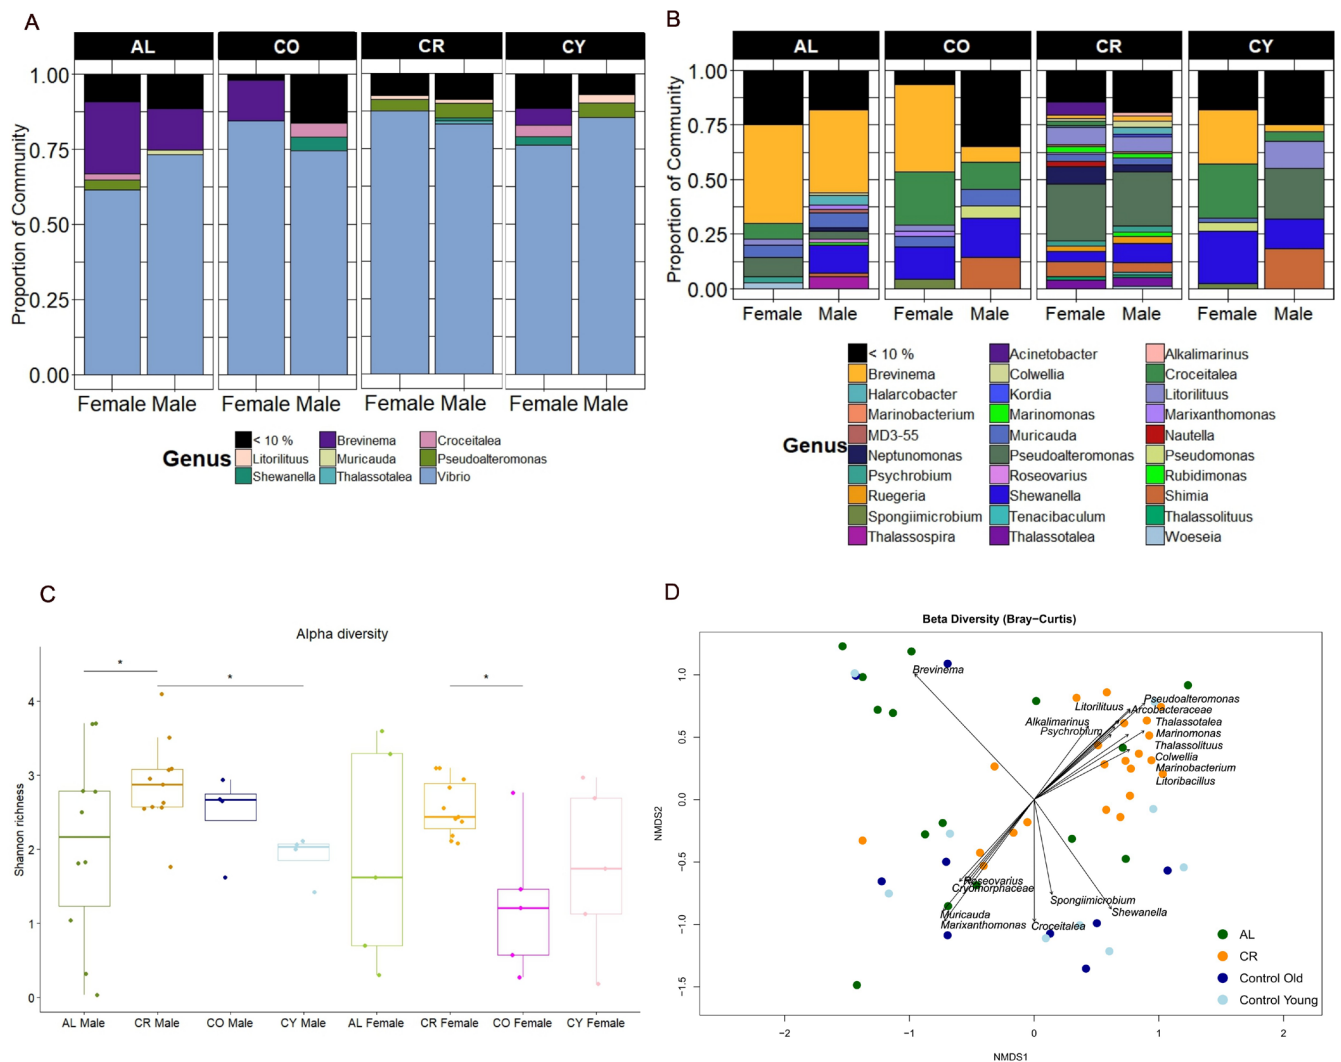 A
AL CO CR CY
Proportion of Community
1.00
0.75
0.50
0.25
0.00
Female Male Female Male Female Male Female Male
Genus
< 10 % Brevinema Croceitalea
Litorilituus Muricauda Pseudoalteromonas
Shewanella Thalassotalea Vibrio
B
AL CO CR CY
Proportion of Community
1.00
0.75
0.50
0.25
0.00
Female Male Female Male Female Male Female Male
Genus
< 10 % Acinetobacter Alkalimarinus
Brevinema Colwellia Croceitalea
Halarcobacter Kordia Litorilituus
Marinobacterium Marinomonas Marixanthomonas
MD3-55 Muricauda Nautella
Neptunomonas Pseudoalteromonas Pseudomonas
Psychrobium Roseovarius Rubidimonas
Ruegeria Shewanella Shimia
Spongiimicrobium Tenacibaculum Thalassolituus
Thalassospira Thalassotalea Woeseia
C
Alpha diversity
Shannon richness
4
3
2
1
0
*
*
*
AL Male CR Male CO Male CY Male AL Female CR Female CO Female CY Female
D
Beta Diversity (Bray−Curtis)
NMDS2
1.0
0.5
0.0
−0.5
−1.0
−1.5
Brevinema
Pseudoalteromonas
Litorilituus
Arcobacteraceae
Alkalimarinus
Thalassotalea
Psychrobium
Marinomonas
Thalassolituus
Colwellia
Marinobacterium
Litoribacillus
Roseovarius
Cryomorphaceae
Spongiimicrobium
Muricauda
Shewanella
Marixanthomonas
Croceitalea
AL
CR
Control Old
Control Young
−2 −1 0 1 2
NMDS1